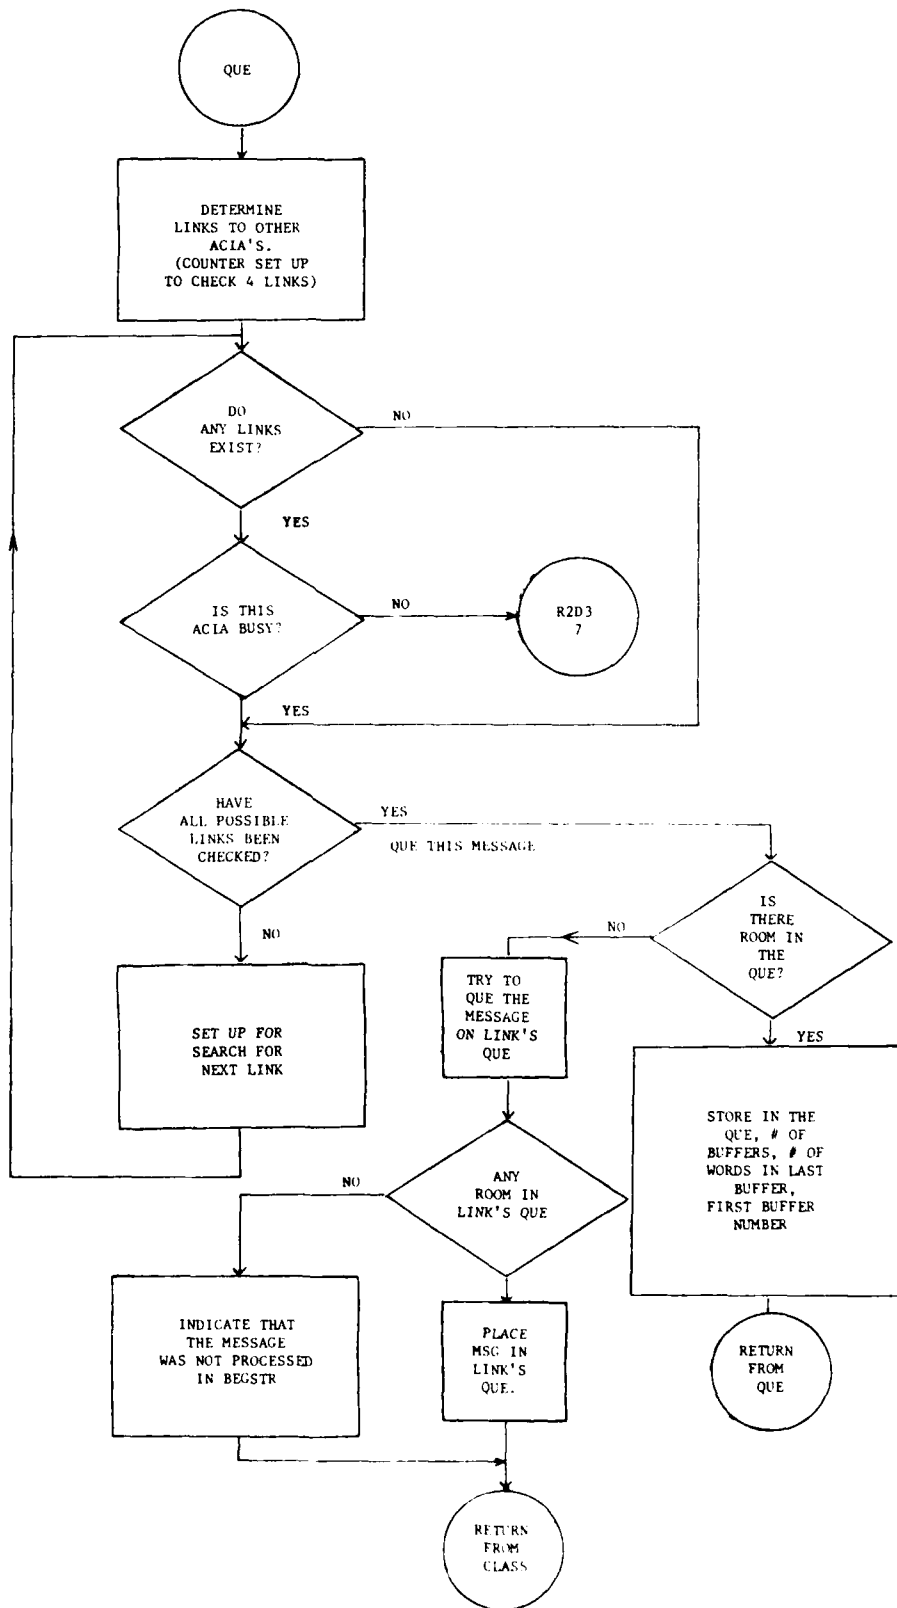 QUE
DETERMINE
LINKS TO OTHER
ACIA'S.
(COUNTER SET UP
TO CHECK 4 LINKS)
DO
ANY LINKS
EXIST?
NO
YES
IS THIS
ACIA BUSY?
NO
R2D3
7
YES
HAVE
ALL POSSIBLE
LINKS BEEN
CHECKED?
YES
QUE THIS MESSAGE
NO
IS
THERE
ROOM IN
THE
QUE?
NO
YES
SET UP FOR
SEARCH FOR
NEXT LINK
TRY TO
QUE THE
MESSAGE
ON LINK'S
QUE
STORE IN THE
QUE, # OF
BUFFERS, # OF
WORDS IN LAST
BUFFER,
FIRST BUFFER
NUMBER
ANY
ROOM IN
LINK'S QUE
NO
INDICATE THAT
THE MESSAGE
WAS NOT PROCESSED
IN BEGSTR
PLACE
MSG IN
LINK'S
QUE.
RETURN
FROM
QUE
RETURN
FROM
CLASS